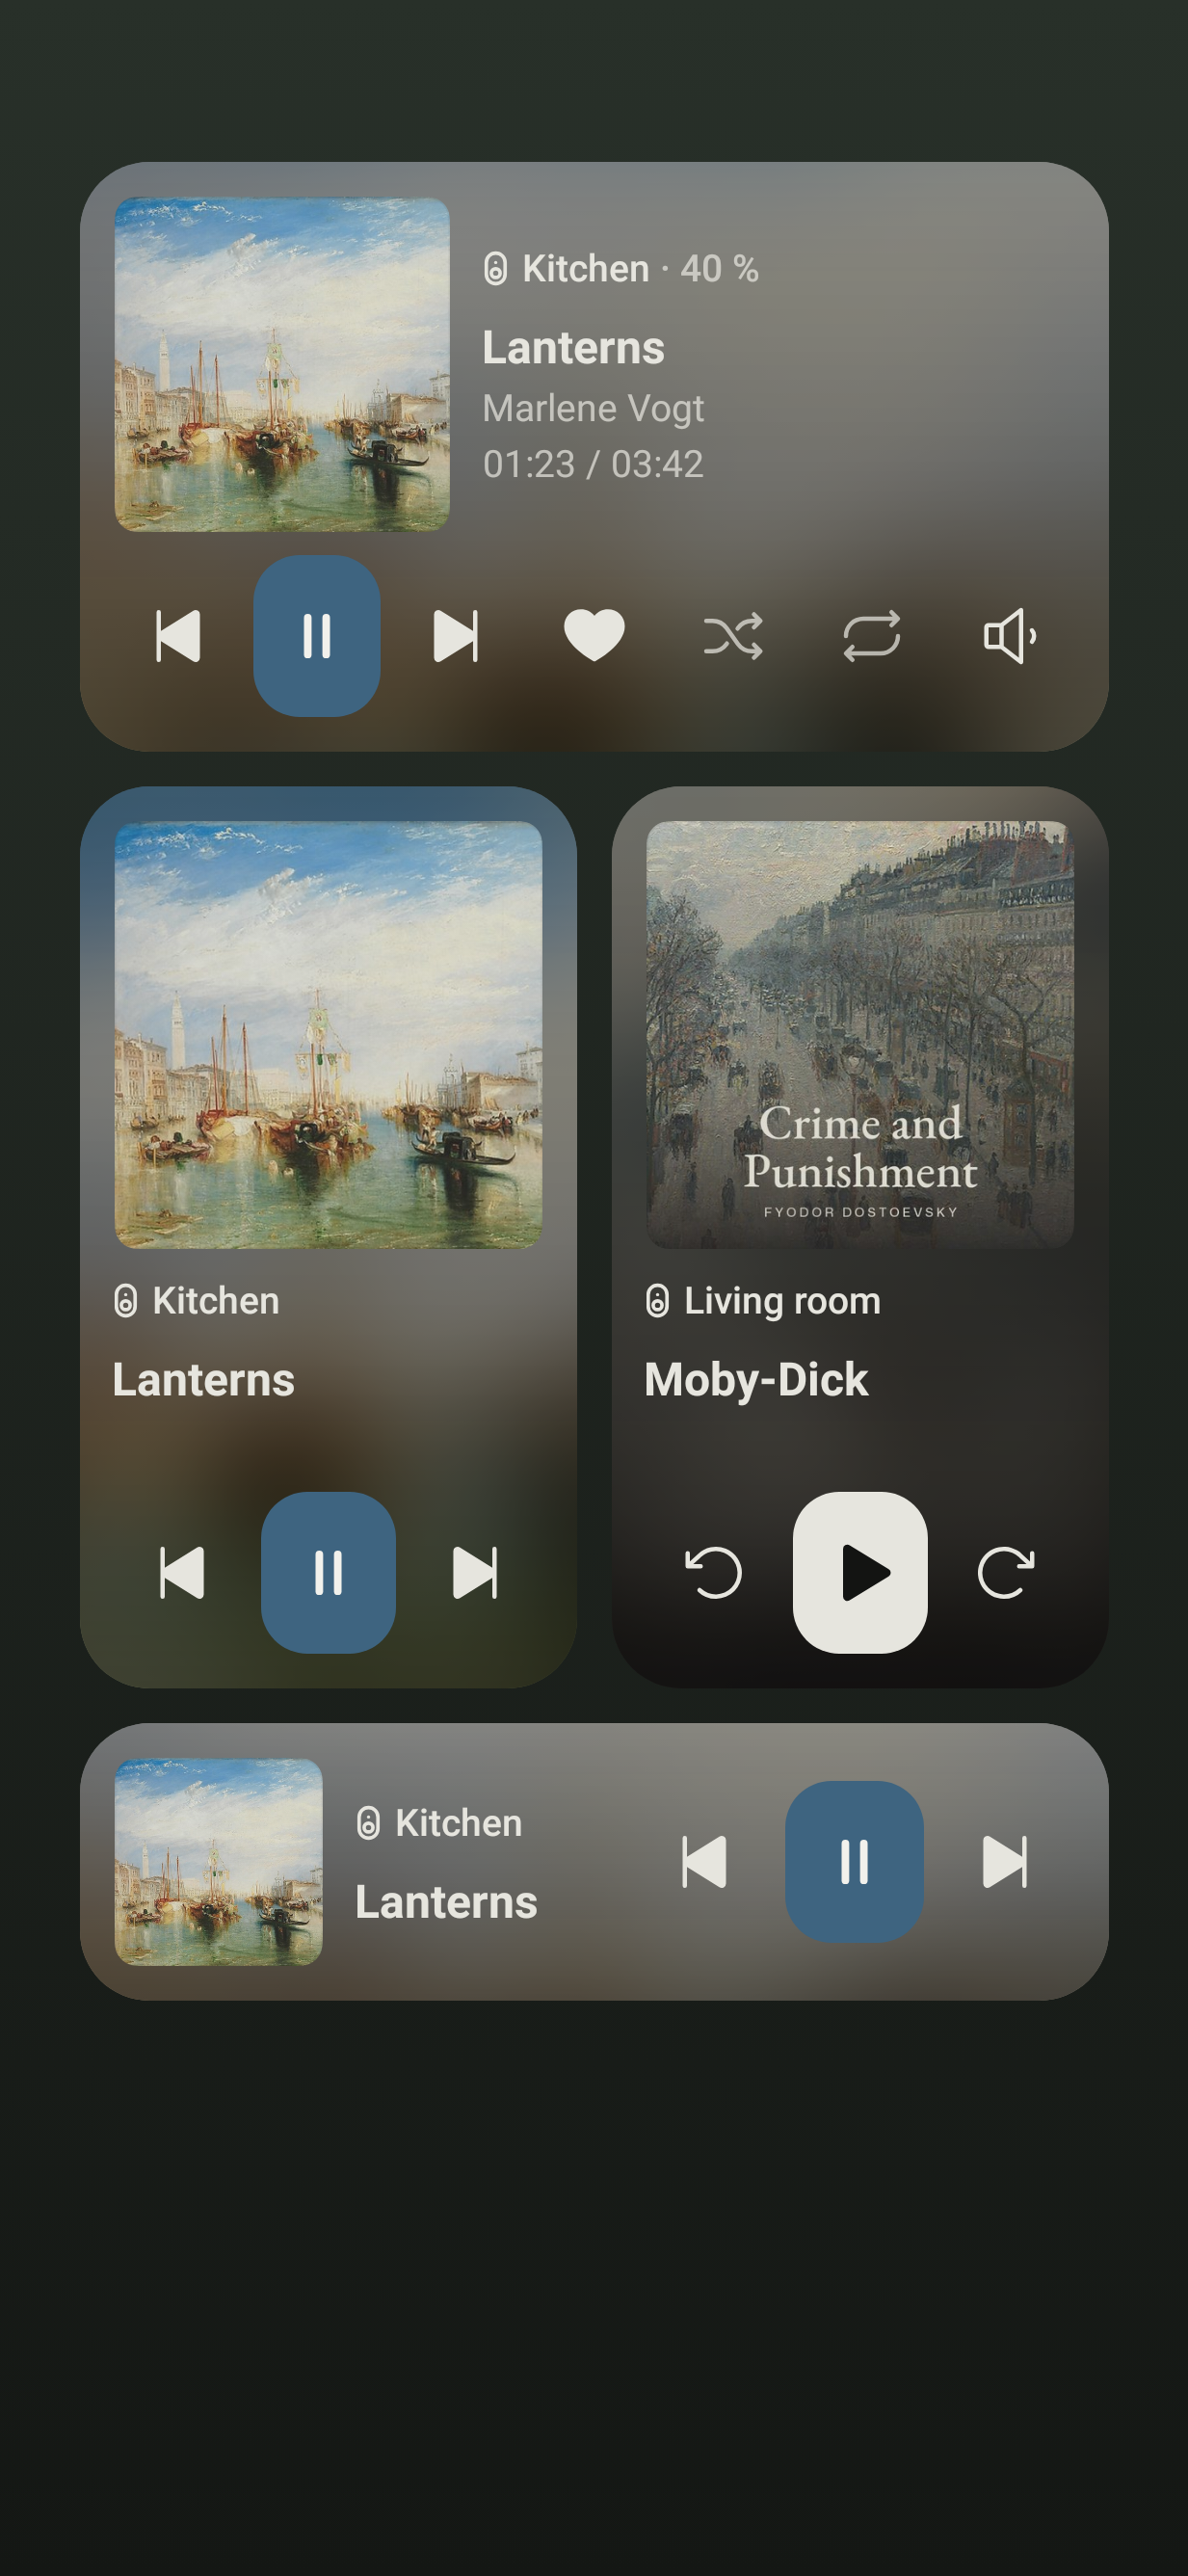 Kitchen · 40 %
Lanterns
Marlene Vogt
01:23 / 03:42
Kitchen
Lanterns
Crime and
Punishment
FYODOR DOSTOEVSKY
Living room
Moby-Dick
Kitchen
Lanterns